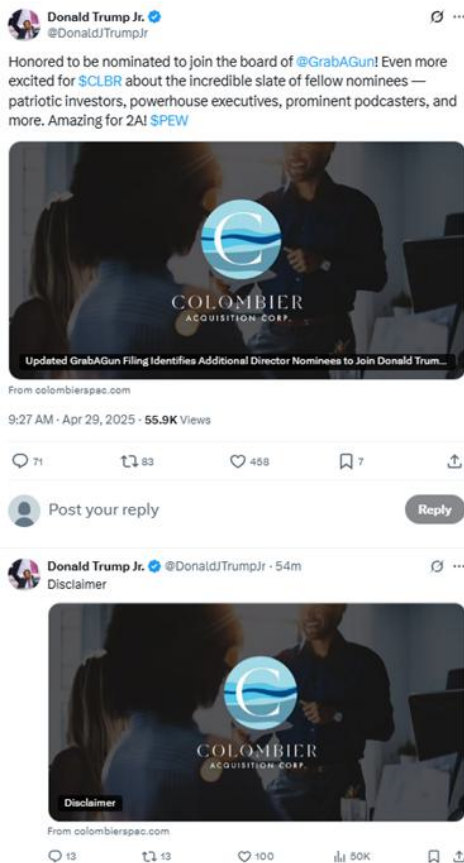 Donald Trump Jr.
@DonaldJTrumpJr
Honored to be nominated to join the board of @GrabAGun! Even more
excited for $CLBR about the incredible slate of fellow nominees —
patriotic investors, powerhouse executives, prominent podcasters, and
more. Amazing for 2A! $PEW
C
COLOMBIER
ACQUISITION CORP.
Updated GrabAGun Filing Identifies Additional Director Nominees to Join Donald Trum...
From colombierspac.com
9:27 AM · Apr 29, 2025 · 55.9K Views
71 83 458 7
Post your reply Reply
Donald Trump Jr. @DonaldJTrumpJr · 54m
Disclaimer
C
COLOMBIER
ACQUISITION CORP.
Disclaimer
From colombierspac.com
13 13 100 50K